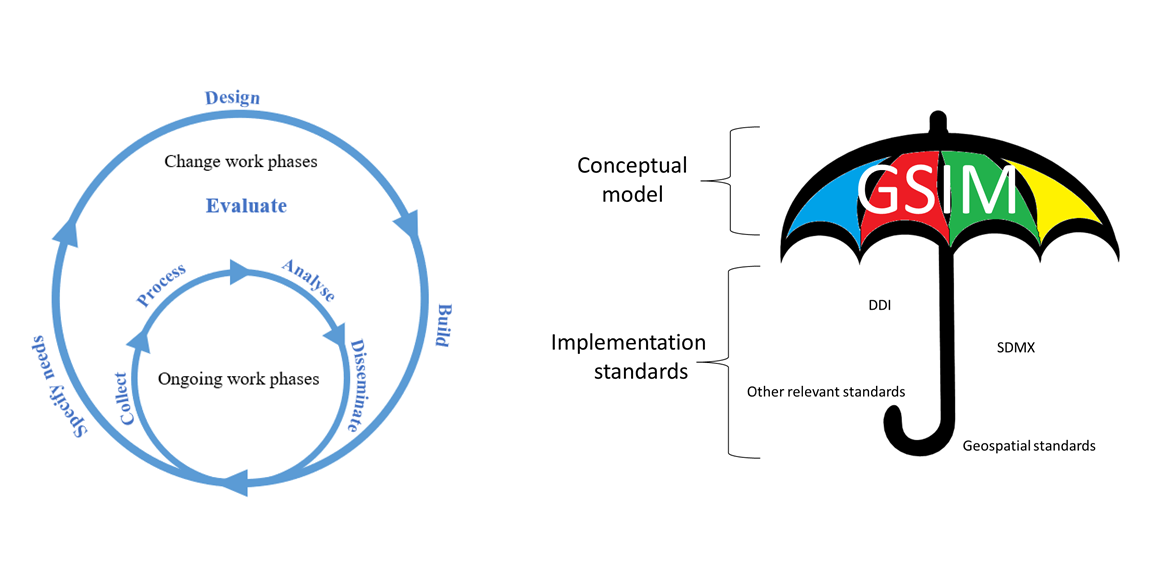 Design
Change work phases
Evaluate
Process
Analyse
Build
Specify needs
Collect
Ongoing work phases
Disseminate
Conceptual
model
GSIM
Implementation
standards
DDI
SDMX
Other relevant standards
Geospatial standards